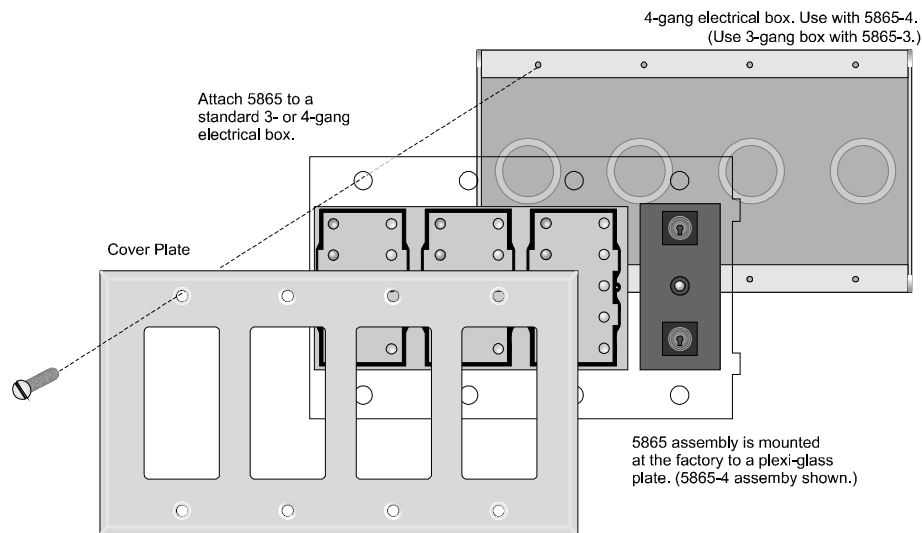 4-gang electrical box. Use with 5865-4.
(Use 3-gang box with 5865-3.)
Attach 5865 to a
standard 3- or 4-gang
electrical box.
Cover Plate
5865 assembly is mounted
at the factory to a plexi-glass
plate. (5865-4 assemby shown.)